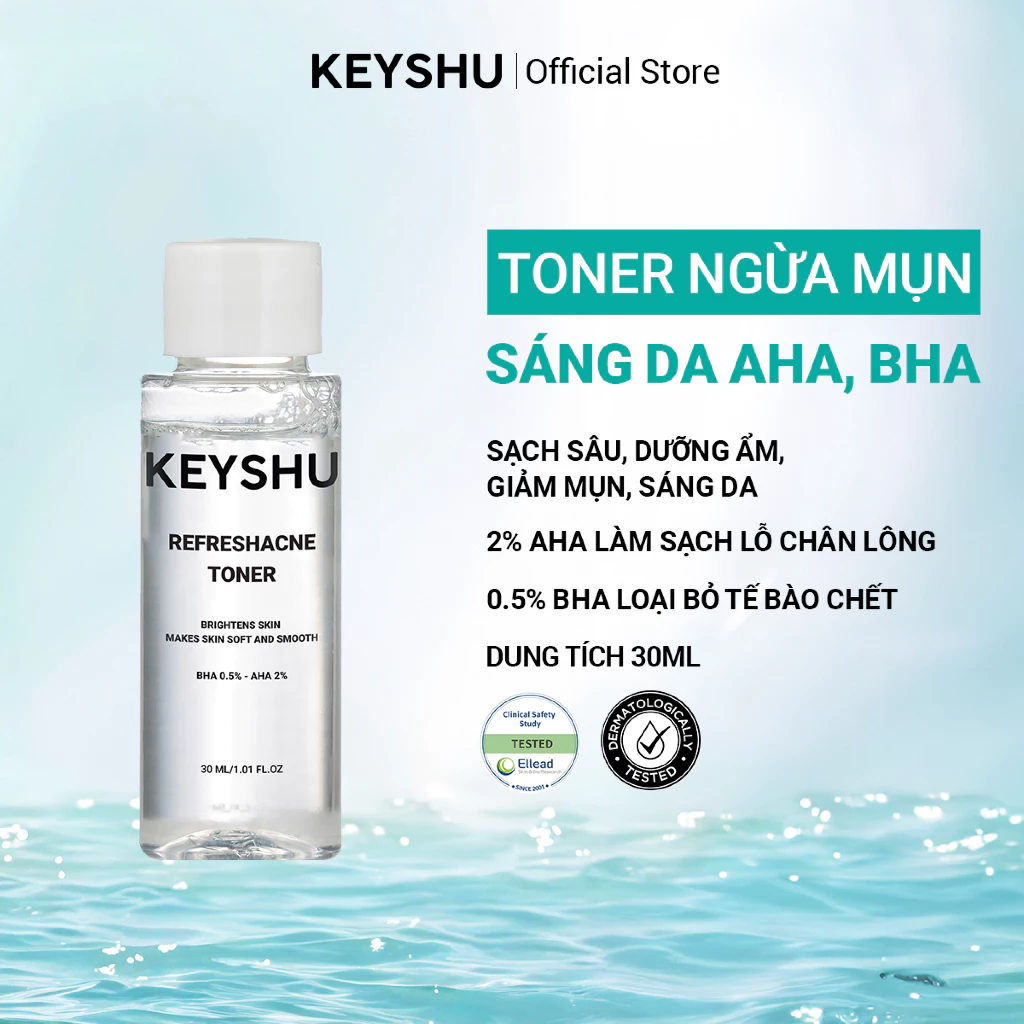 KEYSHU | Official Store
TONER NGỪA MỤN
SÁNG DA AHA, BHA
SẠCH SÂU, DƯỠNG ẨM,
GIẢM MỤN, SÁNG DA
2% AHA LÀM SẠCH LỖ CHÂN LÔNG
0.5% BHA LOẠI BỎ TẾ BÀO CHẾT
DUNG TÍCH 30ML
KEYSHU
REFRESHACNE
TONER
BRIGHTENS SKIN
MAKES SKIN SOFT AND SMOOTH
BHA 0.5% - AHA 2%
30 ML/1.01 FL.OZ
Clinical Safety
Study
TESTED
Ellead
Skin & Bio Research
• SINCE 2001 •
DERMATOLOGICALLY
• TESTED •